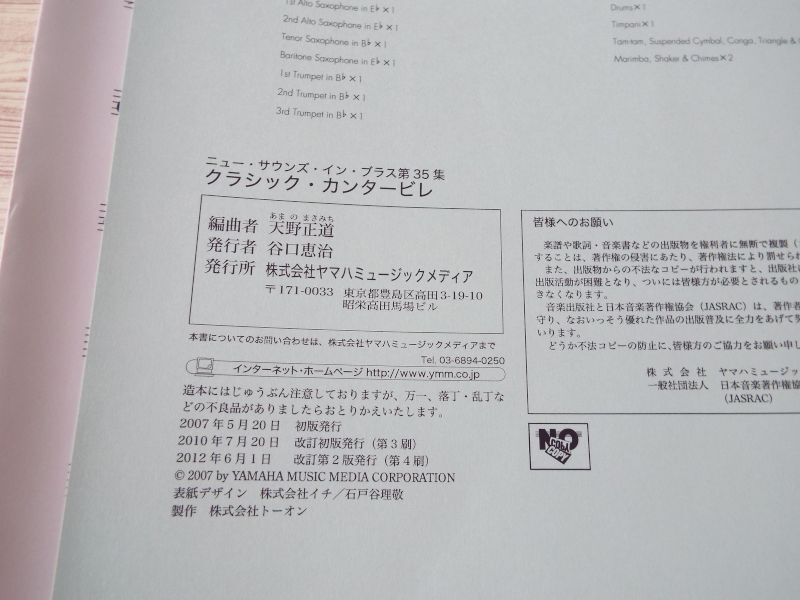 1st Alto Saxophone in E♭×1
2nd Alto Saxophone in E♭×1
Tenor Saxophone in B♭×1
Baritone Saxophone in E♭×1
1st Trumpet in B♭×1
2nd Trumpet in B♭×1
3rd Trumpet in B♭×1
Drums×1
Timpani×1
Tam-tam, Suspended Cymbal, Conga, Triangle &
Marimba, Shaker & Chimes×2
ニュー・サウンズ・イン・ブラス第35集
クラシック・カンタービレ
あまの まさみち
編曲者 天野正道
発行者 谷口恵治
発行所 株式会社ヤマハミュージックメディア
〒171-0033 東京都豊島区高田3-19-10
昭栄高田馬場ビル
本書についてのお問い合わせは、株式会社ヤマハミュージックメディアまで
Tel. 03-6894-0250
インターネット・ホームページ http://www.ymm.co.jp
造本にはじゅうぶん注意しておりますが、万一、落丁・乱丁な
どの不良品がありましたらおとりかえいたします。
2007年5月20日 初版発行
2010年7月20日 改訂初版発行（第3刷）
2012年6月1日 改訂第2版発行（第4刷）
© 2007 by YAMAHA MUSIC MEDIA CORPORATION
表紙デザイン 株式会社イチ／石戸谷理敬
製作 株式会社トーオン
皆様へのお願い
楽譜や歌詞・音楽書などの出版物を権利者に無断で複製（
することは、著作権の侵害にあたり、著作権法により罰せられ
また、出版物からの不法なコピーが行われますと、出版社は
出版活動が困難となり、ついには皆様方が必要とされるもの
きなくなります。
音楽出版社と日本音楽著作権協会（JASRAC）は、著作者
守り、なおいっそう優れた作品の出版普及に全力をあげて努
いります。
どうか不法コピーの防止に、皆様方のご協力をお願い申し
株式会社 ヤマハミュージッ
一般社団法人 日本音楽著作権
（JASRAC）
NO
COPY